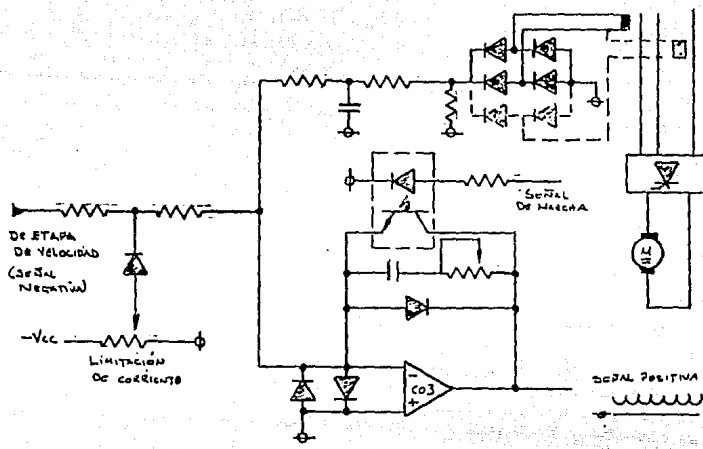 SEÑAL
DE MARCHA
DE ETAPA
DE VELOCIDAD
(SEÑAL
NEGATIVA)
-Vcc
LIMITACIÓN
DE CORRIENTE
-
+
CO3
M
SEÑAL POSITIVA